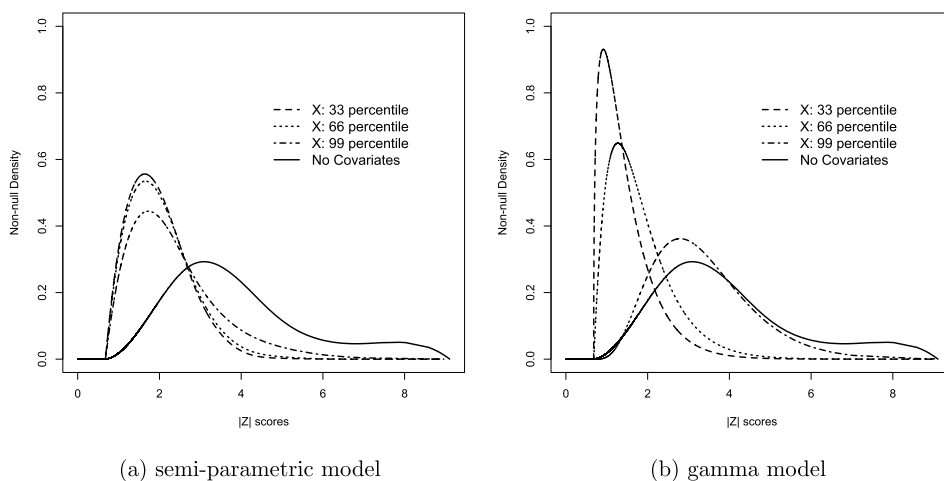 Non-null Density
1.0
0.8
0.6
0.4
0.2
0.0
X: 33 percentile
X: 66 percentile
X: 99 percentile
No Covariates
0 2 4 6 8
|Z| scores
(a) semi-parametric model
Non-null Density
1.0
0.8
0.6
0.4
0.2
0.0
X: 33 percentile
X: 66 percentile
X: 99 percentile
No Covariates
0 2 4 6 8
|Z| scores
(b) gamma model